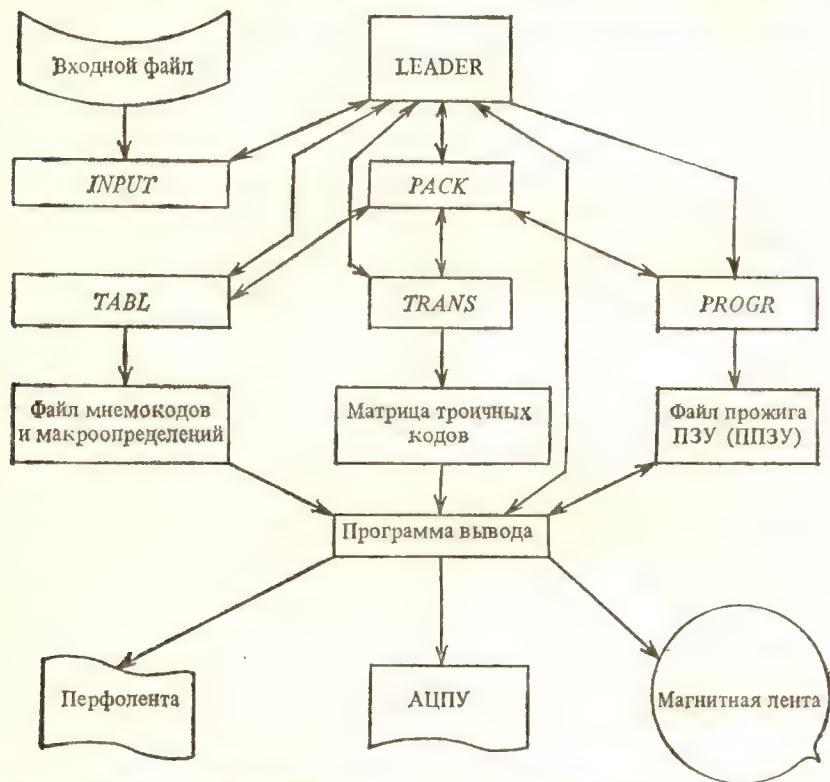 Входной файл
LEADER
INPUT
PACK
TABL
TRANS
PROGR
Файл мнемокодов
и макроопределений
Матрица троичных
кодов
Файл прожига
ПЗУ (ППЗУ)
Программа вывода
Перфолента
АЦПУ
Магнитная лента